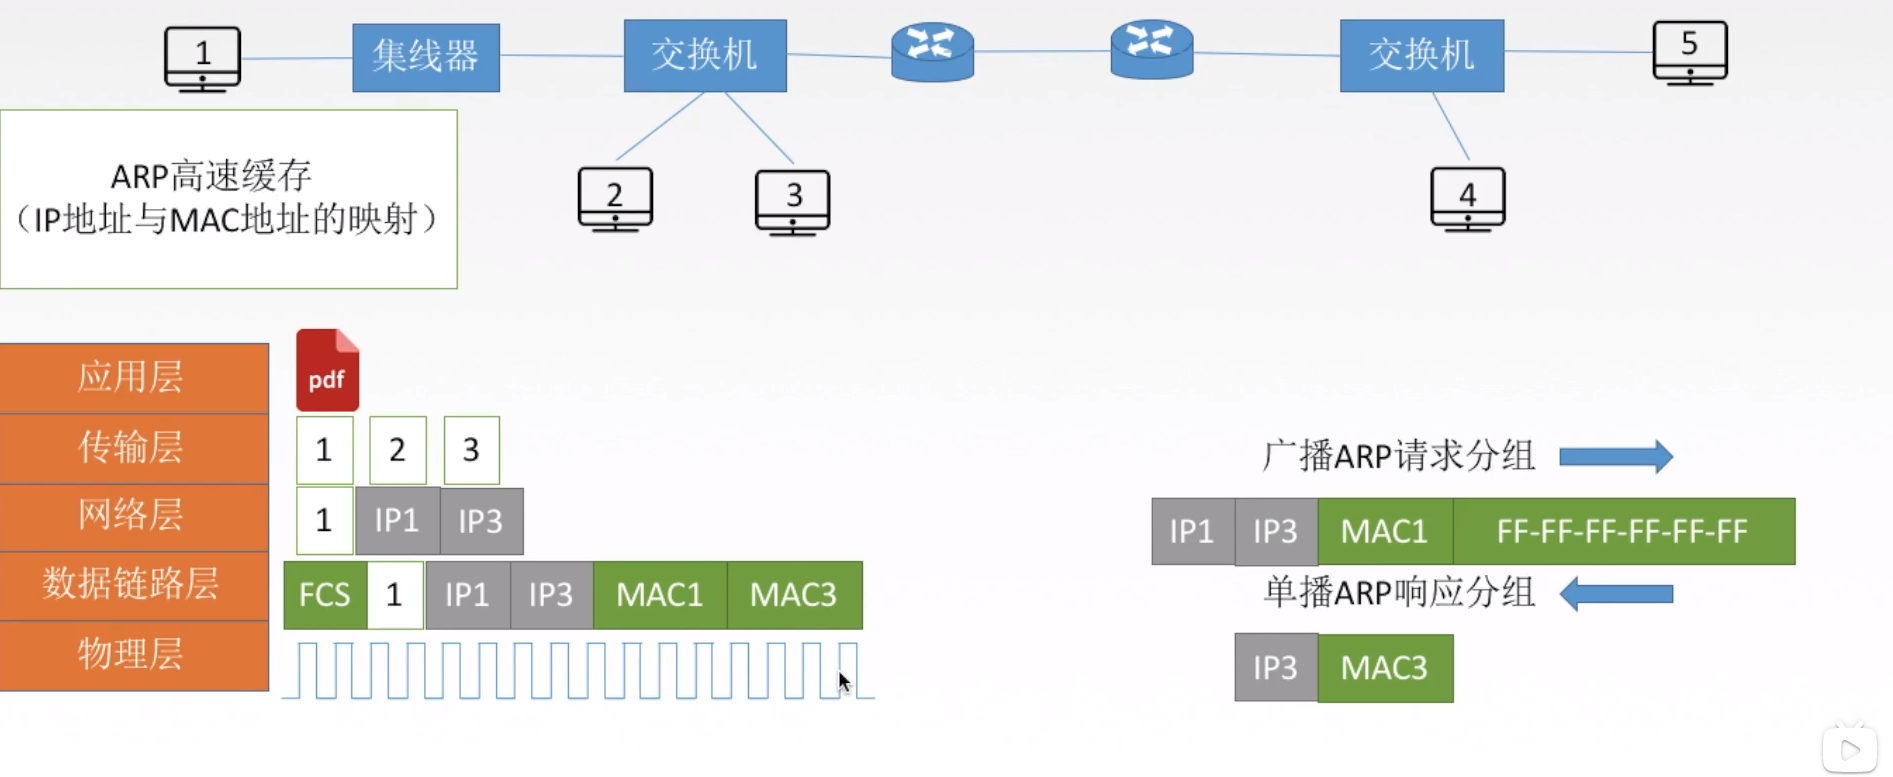 1
集线器
交换机
交换机
5
ARP高速缓存
（IP地址与MAC地址的映射）
2
3
4
应用层
pdf
传输层
1 2 3
网络层
1 IP1 IP3
数据链路层
FCS 1 IP1 IP3 MAC1 MAC3
物理层
广播ARP请求分组
IP1 IP3 MAC1 FF-FF-FF-FF-FF-FF
单播ARP响应分组
IP3 MAC3